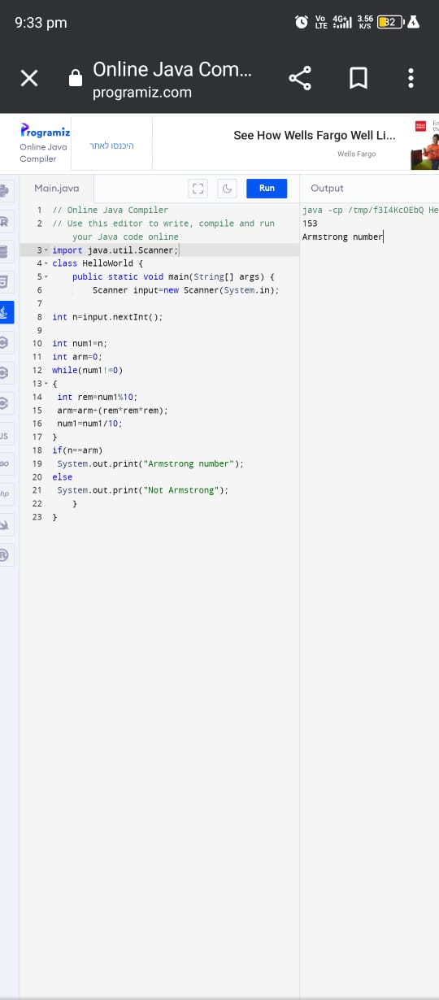 9:33 pm
Vo LTE 4G+ 3.56 K/S 32
Online Java Com...
programiz.com
Programiz
Online Java
Compiler
היכנסו לאתר
See How Wells Fargo Well Li...
Wells Fargo
Main.java
Run
Output
1 // Online Java Compiler
2 // Use this editor to write, compile and run
your Java code online
3 import java.util.Scanner;
4 class HelloWorld {
5 public static void main(String[] args) {
6 Scanner input=new Scanner(System.in);
7
8 int n=input.nextInt();
9
10 int num1=n;
11 int arm=0;
12 while(num1!=0)
13 {
14 int rem=num1%10;
15 arm=arm+(rem*rem*rem);
16 num1=num1/10;
17 }
18 if(n==arm)
19 System.out.print("Armstrong number");
20 else
21 System.out.print("Not Armstrong");
22 }
23 }
java -cp /tmp/f3I4KcOEbQ He
153
Armstrong number